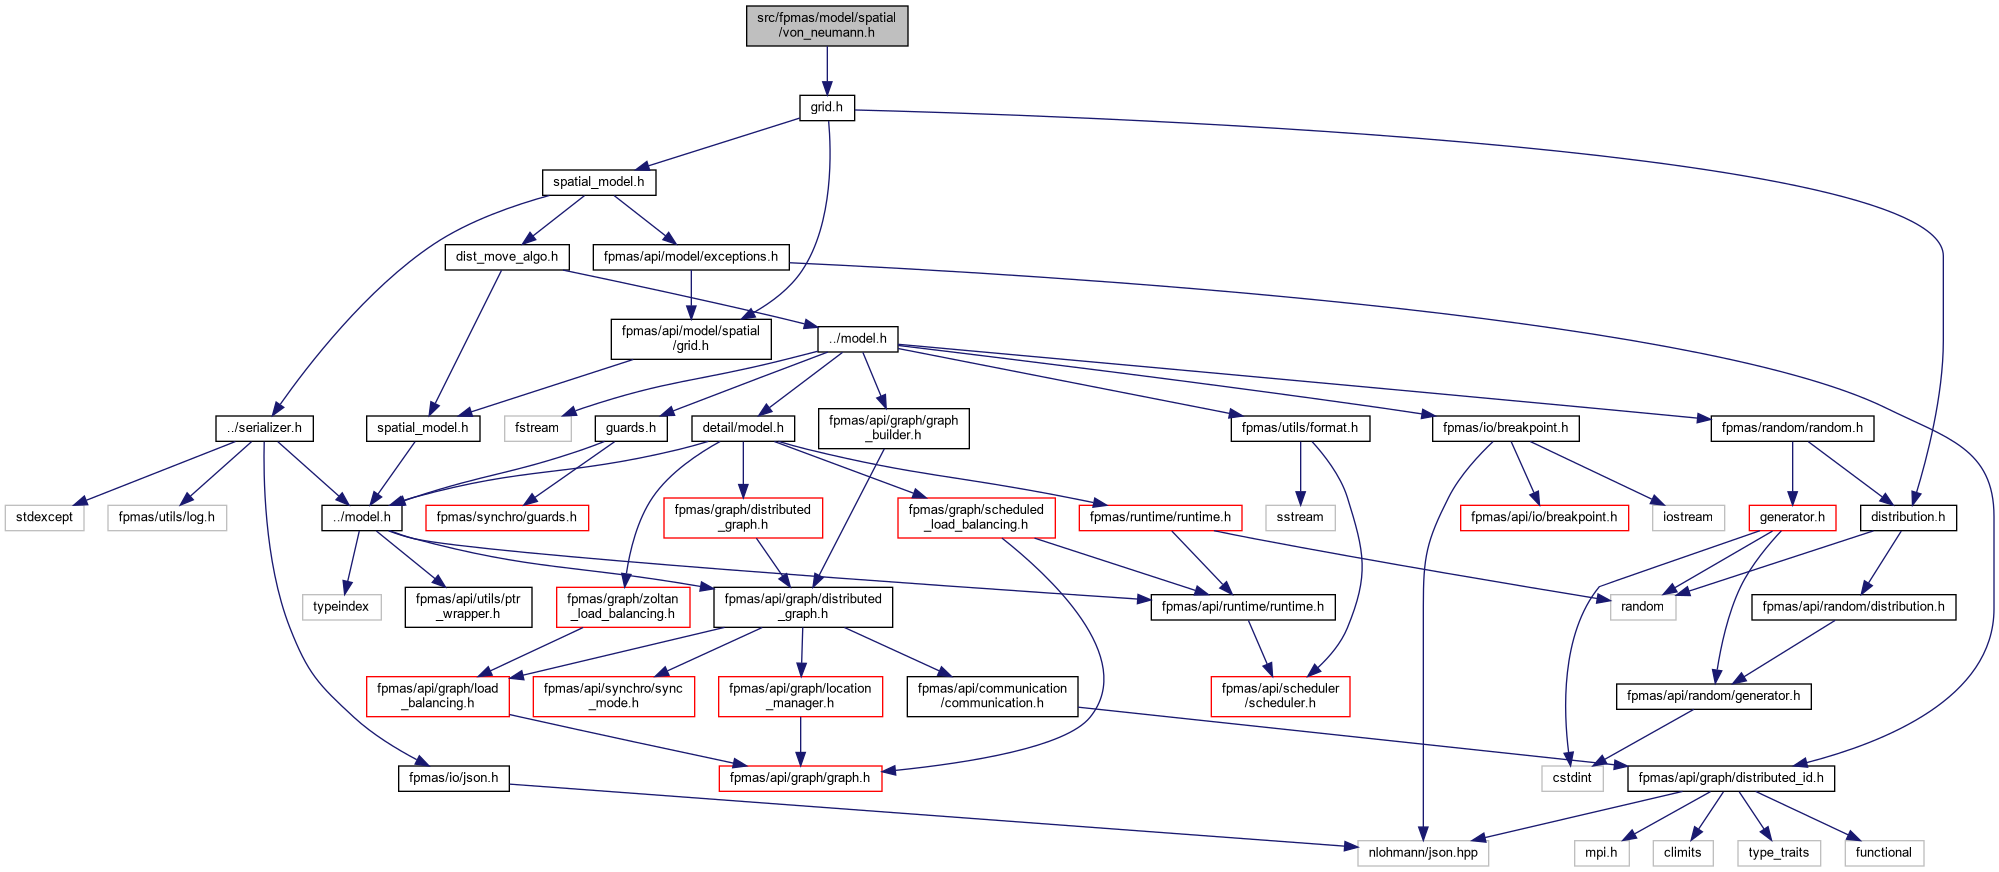 src/fpmas/model/spatial
/von_neumann.h
grid.h
spatial_model.h
dist_move_algo.h
fpmas/api/model/exceptions.h
fpmas/api/model/spatial
/grid.h
../model.h
../serializer.h
spatial_model.h
fstream
guards.h
detail/model.h
fpmas/api/graph/graph
_builder.h
fpmas/utils/format.h
fpmas/io/breakpoint.h
fpmas/random/random.h
stdexcept
fpmas/utils/log.h
../model.h
fpmas/synchro/guards.h
fpmas/graph/distributed
_graph.h
fpmas/graph/scheduled
_load_balancing.h
fpmas/runtime/runtime.h
sstream
fpmas/api/io/breakpoint.h
iostream
generator.h
distribution.h
typeindex
fpmas/api/utils/ptr
_wrapper.h
fpmas/graph/zoltan
_load_balancing.h
fpmas/api/graph/distributed
_graph.h
fpmas/api/runtime/runtime.h
random
fpmas/api/random/distribution.h
fpmas/api/graph/load
_balancing.h
fpmas/api/synchro/sync
_mode.h
fpmas/api/graph/location
_manager.h
fpmas/api/communication
/communication.h
fpmas/api/scheduler
/scheduler.h
fpmas/api/random/generator.h
fpmas/io/json.h
fpmas/api/graph/graph.h
cstdint
fpmas/api/graph/distributed_id.h
nlohmann/json.hpp
mpi.h
climits
type_traits
functional